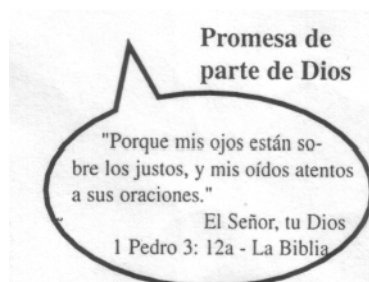 Promesa de
parte de Dios
"Porque mis ojos están so-
bre los justos, y mis oídos atentos
a sus oraciones."
El Señor, tu Dios
1 Pedro 3: 12a - La Biblia